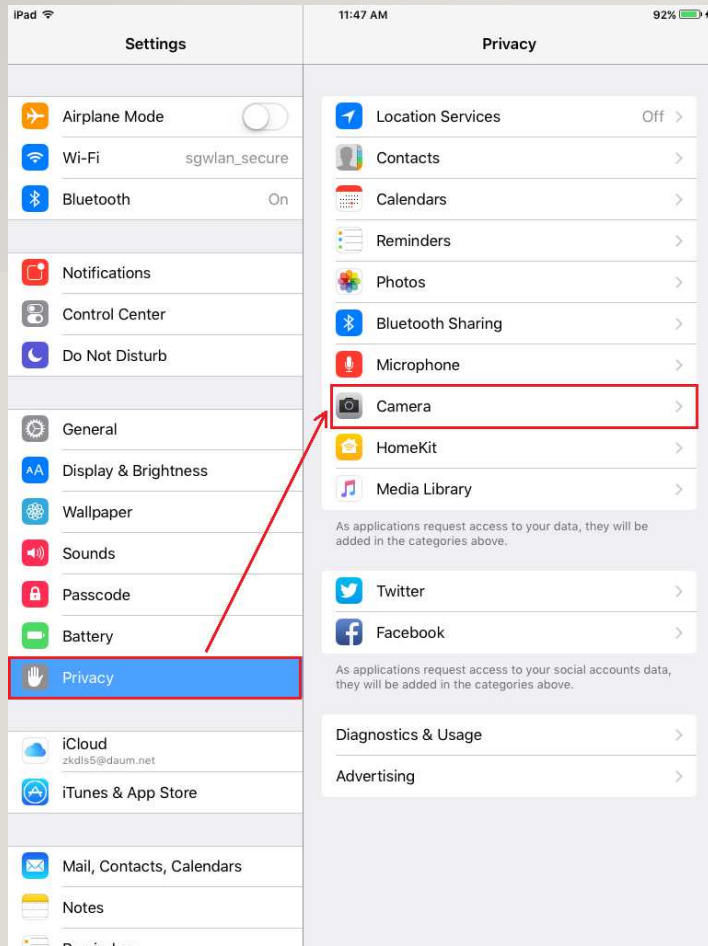 iPad
11:47 AM
92%
Settings
Privacy
Airplane Mode
Wi-Fi
sgwlan_secure
Bluetooth
On
Notifications
Control Center
Do Not Disturb
General
AA
Display & Brightness
Wallpaper
Sounds
Passcode
Battery
Privacy
iCloud
zkdls5@daum.net
iTunes & App Store
Mail, Contacts, Calendars
Notes
Location Services
Off
Contacts
Calendars
Reminders
Photos
Bluetooth Sharing
Microphone
Camera
HomeKit
Media Library
As applications request access to your data, they will be
added in the categories above.
Twitter
Facebook
As applications request access to your social accounts data,
they will be added in the categories above.
Diagnostics & Usage
Advertising